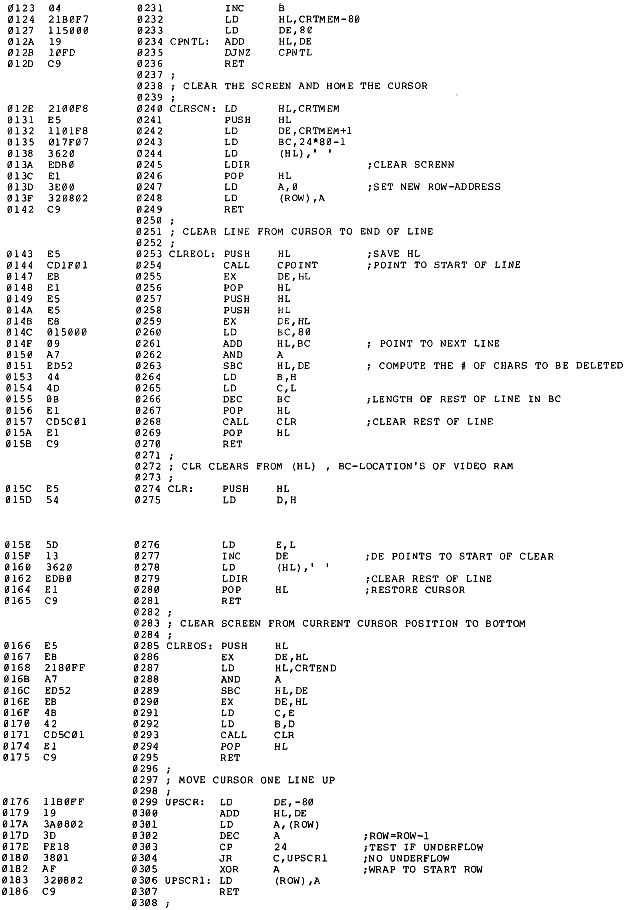 0123 04 0231 INC B
0124 21B0F7 0232 LD HL,CRTMEM-80
0127 115000 0233 LD DE,80
012A 19 0234 CPNTL: ADD HL,DE
012B 10FD 0235 DJNZ CPNTL
012D C9 0236 RET
0237 ;
0238 ; CLEAR THE SCREEN AND HOME THE CURSOR
0239 ;
012E 2100F8 0240 CLRSCN: LD HL,CRTMEM
0131 E5 0241 PUSH HL
0132 1101F8 0242 LD DE,CRTMEM+1
0135 017F07 0243 LD BC,24*80-1
0138 3620 0244 LD (HL),' '
013A EDB0 0245 LDIR ;CLEAR SCRENN
013C E1 0246 POP HL
013D 3E00 0247 LD A,0 ;SET NEW ROW-ADDRESS
013F 320802 0248 LD (ROW),A
0142 C9 0249 RET
0250 ;
0251 ; CLEAR LINE FROM CURSOR TO END OF LINE
0252 ;
0143 E5 0253 CLREOL: PUSH HL ;SAVE HL
0144 CD1F01 0254 CALL CPOINT ;POINT TO START OF LINE
0147 EB 0255 EX DE,HL
0148 E1 0256 POP HL
0149 E5 0257 PUSH HL
014A E5 0258 PUSH HL
014B EB 0259 EX DE,HL
014C 015000 0260 LD BC,80
014F 09 0261 ADD HL,BC ; POINT TO NEXT LINE
0150 A7 0262 AND A
0151 ED52 0263 SBC HL,DE ; COMPUTE THE # OF CHARS TO BE DELETED
0153 44 0264 LD B,H
0154 4D 0265 LD C,L
0155 0B 0266 DEC BC ;LENGTH OF REST OF LINE IN BC
0156 E1 0267 POP HL
0157 CD5C01 0268 CALL CLR ;CLEAR REST OF LINE
015A E1 0269 POP HL
015B C9 0270 RET
0271 ;
0272 ; CLR CLEARS FROM (HL) , BC-LOCATION'S OF VIDEO RAM
0273 ;
015C E5 0274 CLR: PUSH HL
015D 54 0275 LD D,H
015E 5D 0276 LD E,L
015F 13 0277 INC DE ;DE POINTS TO START OF CLEAR
0160 3620 0278 LD (HL),' '
0162 EDB0 0279 LDIR ;CLEAR REST OF LINE
0164 E1 0280 POP HL ;RESTORE CURSOR
0165 C9 0281 RET
0282 ;
0283 ; CLEAR SCREEN FROM CURRENT CURSOR POSITION TO BOTTOM
0284 ;
0166 E5 0285 CLREOS: PUSH HL
0167 EB 0286 EX DE,HL
0168 2180FF 0287 LD HL,CRTEND
016B A7 0288 AND A
016C ED52 0289 SBC HL,DE
016E EB 0290 EX DE,HL
016F 4B 0291 LD C,E
0170 42 0292 LD B,D
0171 CD5C01 0293 CALL CLR
0174 E1 0294 POP HL
0175 C9 0295 RET
0296 ;
0297 ; MOVE CURSOR ONE LINE UP
0298 ;
0176 11B0FF 0299 UPSCR: LD DE,-80
0179 19 0300 ADD HL,DE
017A 3A0802 0301 LD A,(ROW)
017D 3D 0302 DEC A ;ROW=ROW-1
017E FE18 0303 CP 24 ;TEST IF UNDERFLOW
0180 3801 0304 JR C,UPSCR1 ;NO UNDERFLOW
0182 AF 0305 XOR A ;WRAP TO START ROW
0183 320802 0306 UPSCR1: LD (ROW),A
0186 C9 0307 RET
0308 ;